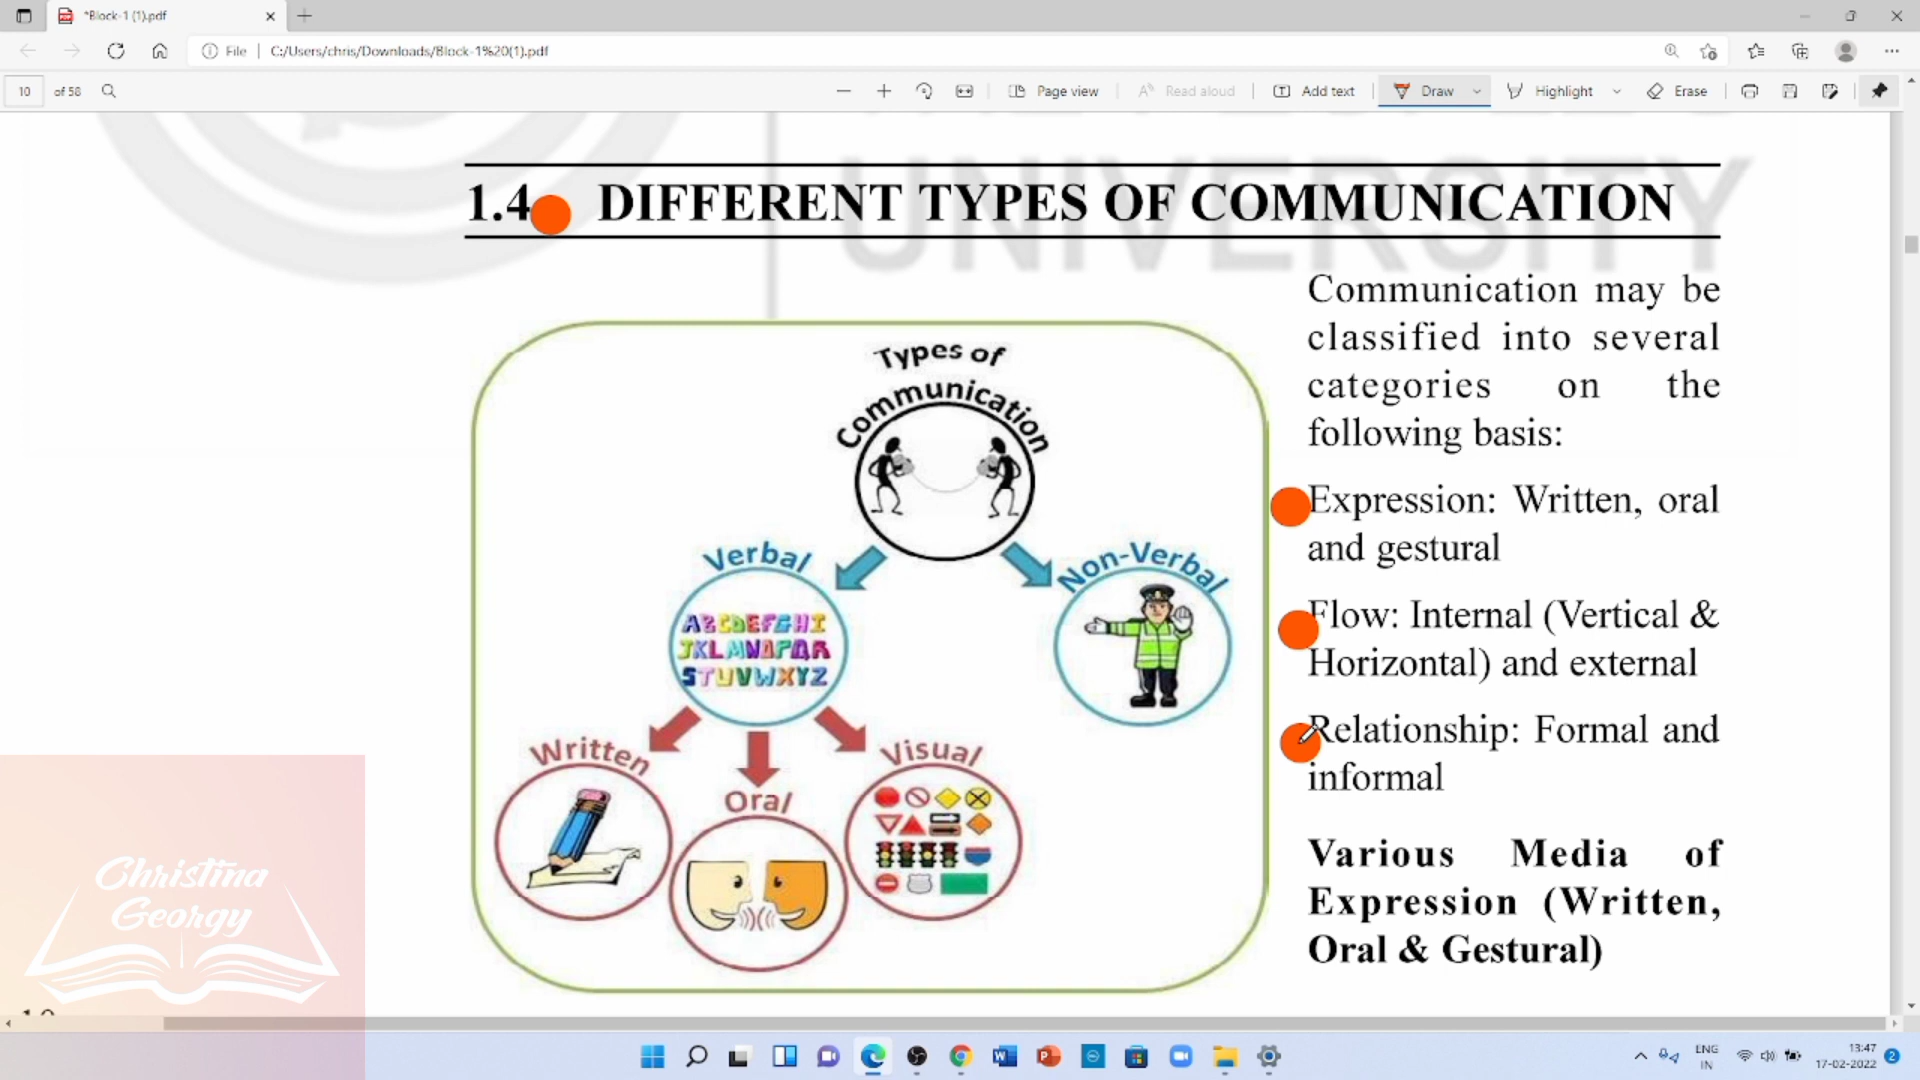 *Block-1 (1).pdf
File
C:/Users/chris/Downloads/Block-1%20(1).pdf
10 of 58
Page view
Read aloud
Add text
Draw
Highlight
Erase
UNIVERSITY
1.4 DIFFERENT TYPES OF COMMUNICATION
Types of
Communication
Verbal
Non-Verbal
ABCDEFGHI
JKLMNOPQR
STUVWXYZ
Written
Oral
Visual
Communication may be
classified into several
categories on the
following basis:
Expression: Written, oral
and gestural
Flow: Internal (Vertical &
Horizontal) and external
Relationship: Formal and
informal
Various Media of
Expression (Written,
Oral & Gestural)
Christina
Georgy
ENG
IN
13:47
17-02-2022
2